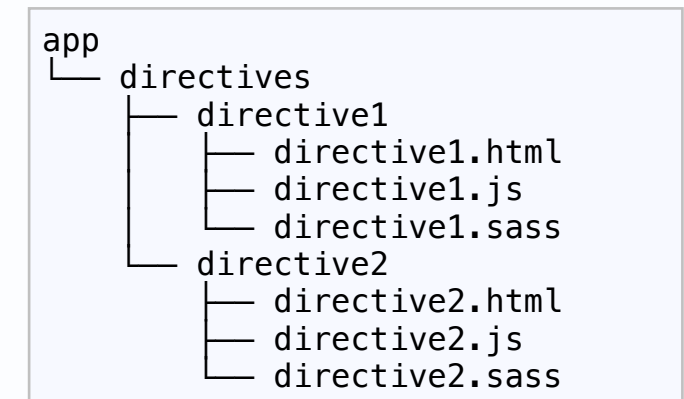 app
└── directives
    ├── directive1
    │   ├── directive1.html
    │   ├── directive1.js
    │   └── directive1.sass
    └── directive2
        ├── directive2.html
        ├── directive2.js
        └── directive2.sass